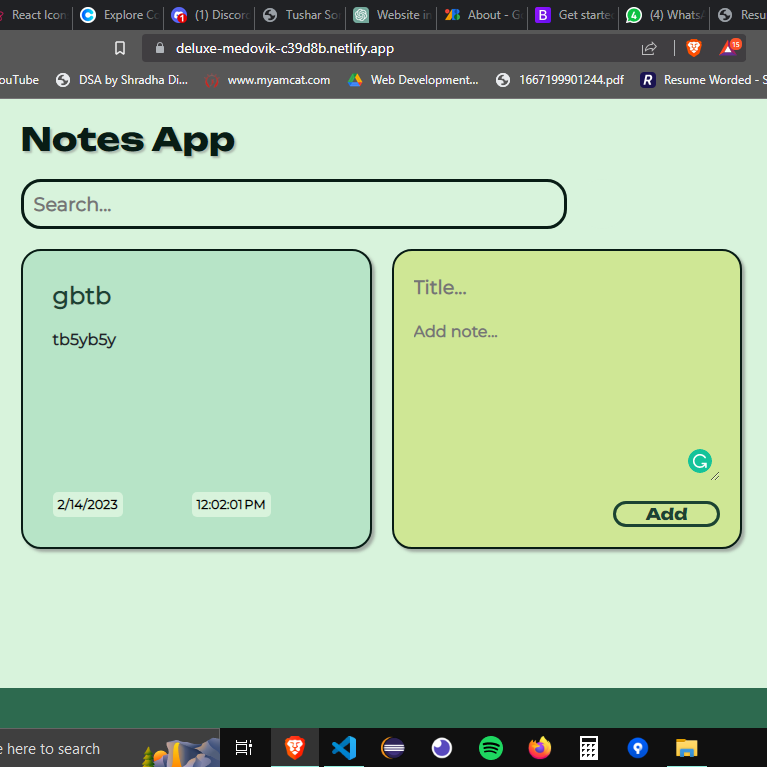 React Icon
Explore Co
(1) Discord
Tushar So
Website in
About - G
Get starte
(4) Whats
Resu
deluxe-medovik-c39d8b.netlify.app
15
ouTube
DSA by Shradha Di...
www.myamcat.com
Web Development...
1667199901244.pdf
R
Resume Worded - S
Notes App
Search...
gbtb
tb5yb5y
2/14/2023
12:02:01 PM
Title...
Add note...
Add
e here to search